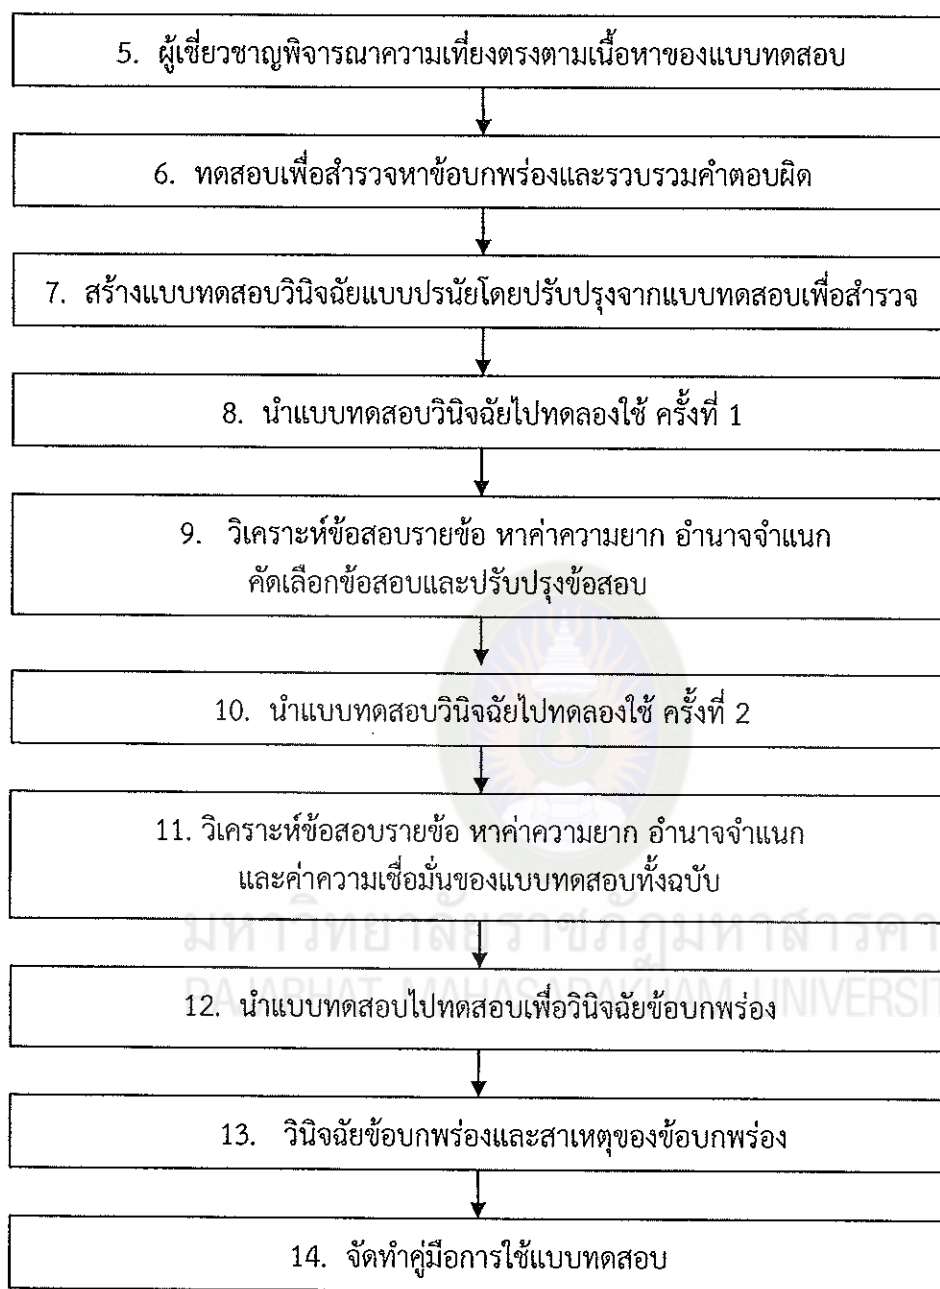 5. ผู้เชี่ยวชาญพิจารณาความเที่ยงตรงตามเนื้อหาของแบบทดสอบ
6. ทดสอบเพื่อสำรวจหาข้อบกพร่องและรวบรวมคำตอบผิด
7. สร้างแบบทดสอบวินิจฉัยแบบปรนัยโดยปรับปรุงจากแบบทดสอบเพื่อสำรวจ
8. นำแบบทดสอบวินิจฉัยไปทดลองใช้ ครั้งที่ 1
9. วิเคราะห์ข้อสอบรายข้อ หาค่าความยาก อำนาจจำแนก
คัดเลือกข้อสอบและปรับปรุงข้อสอบ
10. นำแบบทดสอบวินิจฉัยไปทดลองใช้ ครั้งที่ 2
11. วิเคราะห์ข้อสอบรายข้อ หาค่าความยาก อำนาจจำแนก
และค่าความเชื่อมั่นของแบบทดสอบทั้งฉบับ
มหาวิทยาลัยราชภัฏมหาสารคา
12. นำแบบทดสอบไปทดสอบเพื่อวินิจฉัยข้อบกพร่อง
13. วินิจฉัยข้อบกพร่องและสาเหตุของข้อบกพร่อง
14. จัดทำคู่มือการใช้แบบทดสอบ